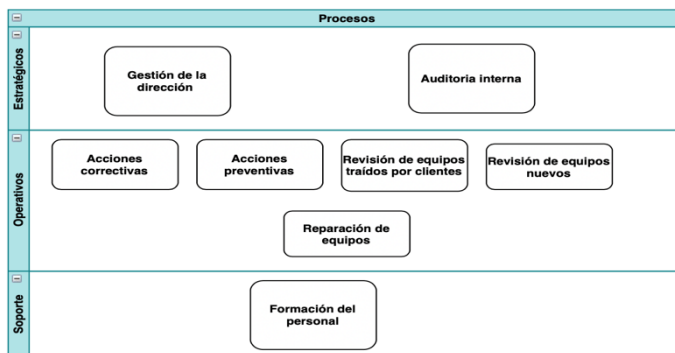 Procesos
Estratégicos
Gestión de la
dirección
Auditoria interna
Operativos
Acciones
correctivas
Acciones
preventivas
Revisión de equipos
traídos por clientes
Revisión de equipos
nuevos
Reparación de
equipos
Soporte
Formación del
personal